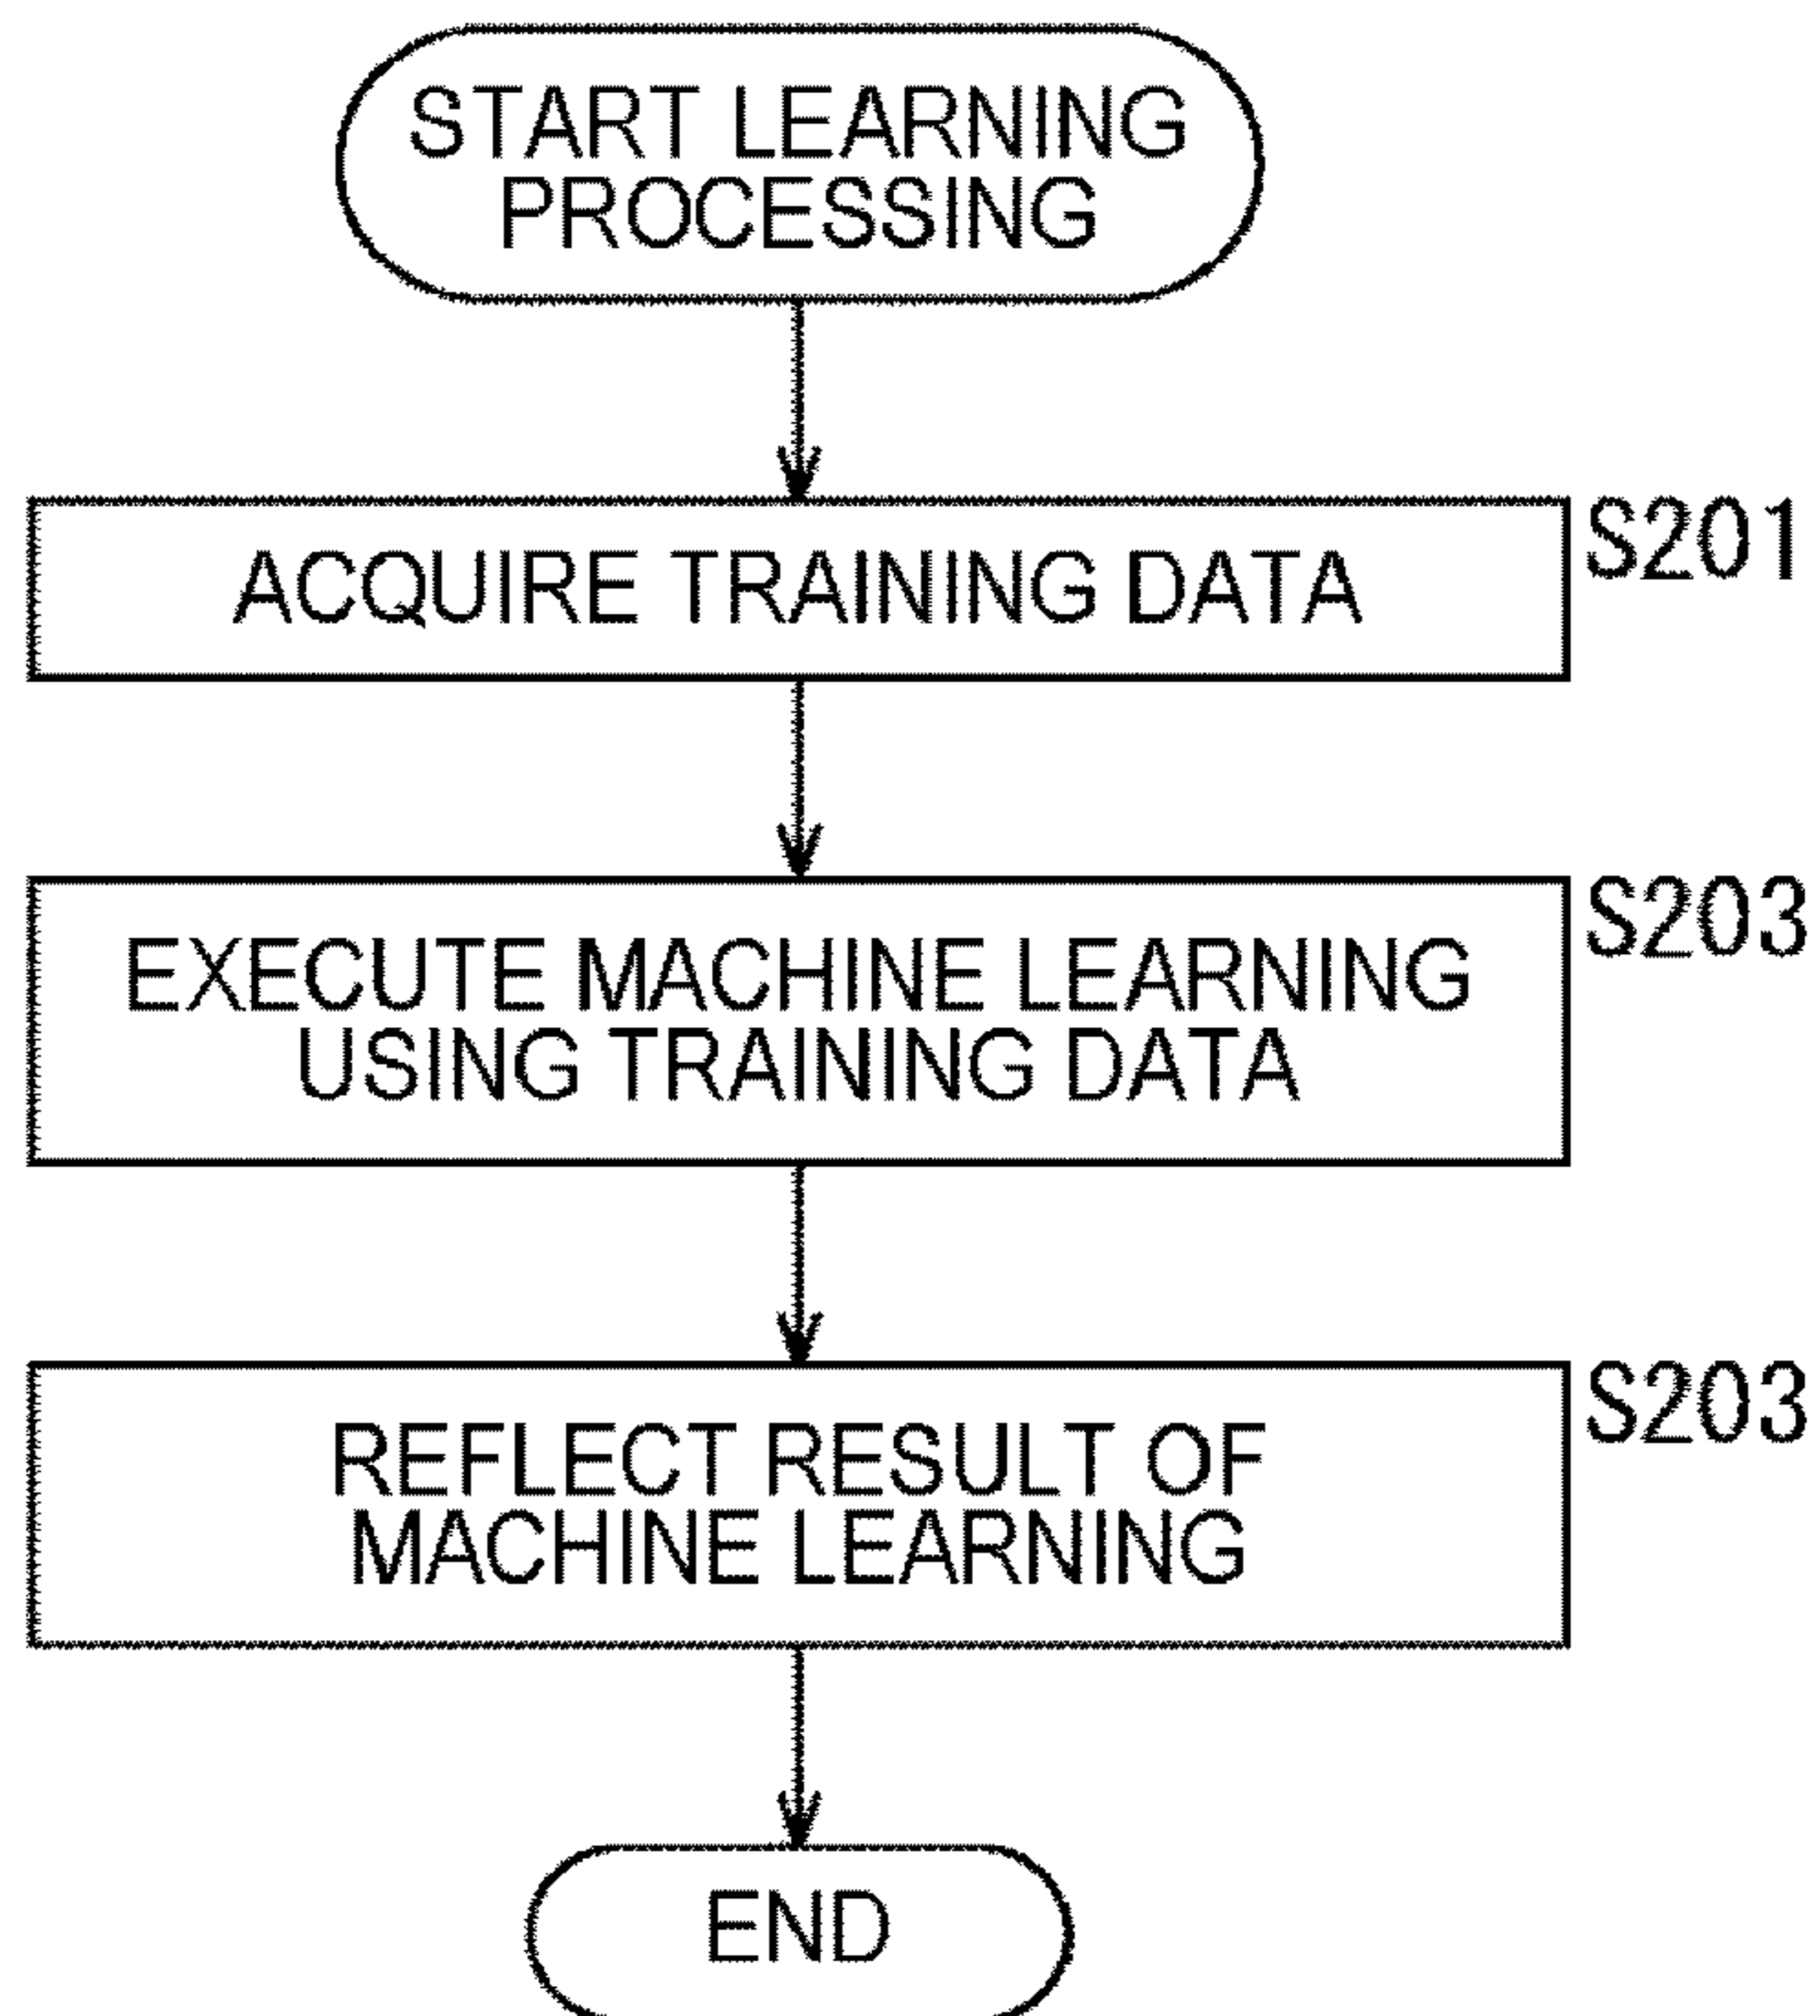 START LEARNING
PROCESSING
S201
ACQUIRE TRAINING DATA
S203
EXECUTE MACHINE LEARNING
USING TRAINING DATA
S203
REFLECT RESULT OF
MACHINE LEARNING
END